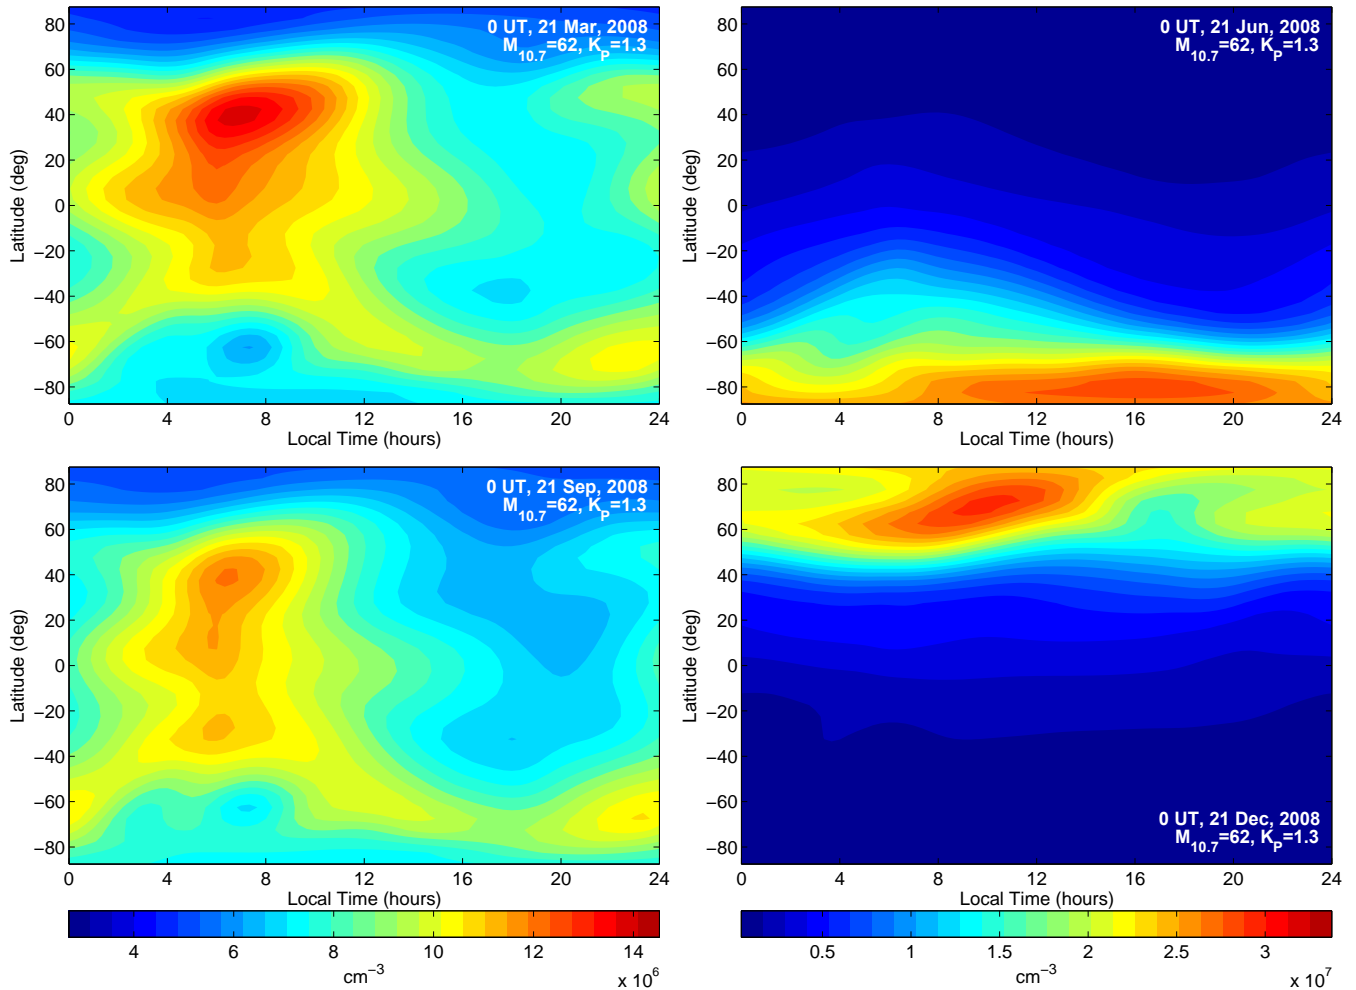 0 UT, 21 Mar, 2008
M10.7=62, KP=1.3
Latitude (deg)
80
60
40
20
0
−20
−40
−60
−80
0 4 8 12 16 20 24
Local Time (hours)
0 UT, 21 Jun, 2008
M10.7=62, KP=1.3
Latitude (deg)
80
60
40
20
0
−20
−40
−60
−80
0 4 8 12 16 20 24
Local Time (hours)
0 UT, 21 Sep, 2008
M10.7=62, KP=1.3
Latitude (deg)
80
60
40
20
0
−20
−40
−60
−80
0 4 8 12 16 20 24
Local Time (hours)
0 UT, 21 Dec, 2008
M10.7=62, KP=1.3
Latitude (deg)
80
60
40
20
0
−20
−40
−60
−80
0 4 8 12 16 20 24
Local Time (hours)
4 6 8 10 12 14
cm−3
x 106
0.5 1 1.5 2 2.5 3
cm−3
x 107